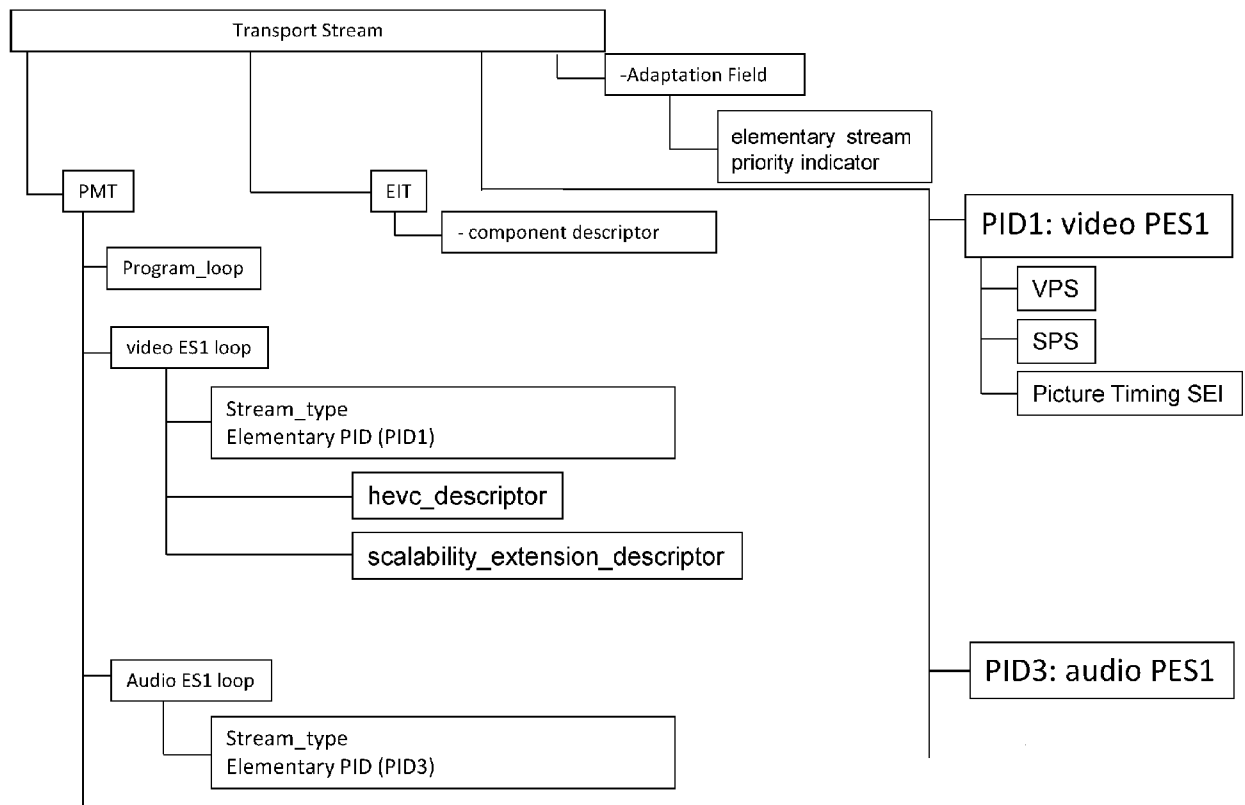 Transport Stream
-Adaptation Field
elementary stream
priority indicator
PMT
EIT
- component descriptor
Program_loop
video ES1 loop
Stream_type
Elementary PID (PID1)
hevc_descriptor
scalability_extension_descriptor
Audio ES1 loop
Stream_type
Elementary PID (PID3)
PID1: video PES1
VPS
SPS
Picture Timing SEI
PID3: audio PES1